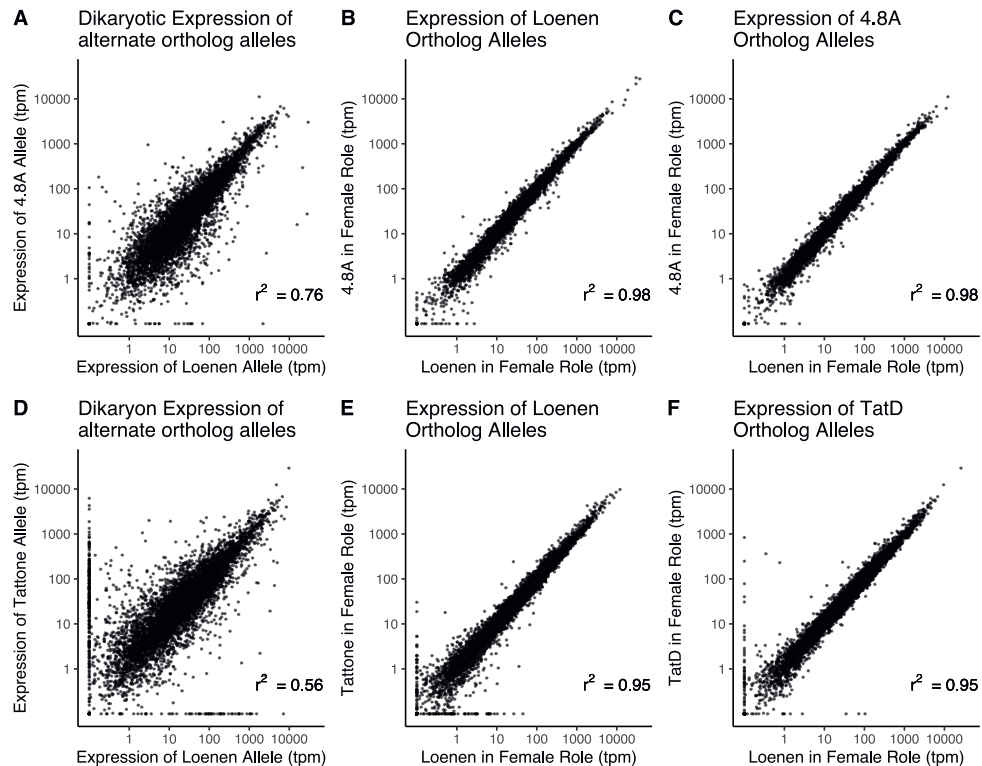 A
Dikaryotic Expression of
alternate ortholog alleles
Expression of 4.8A Allele (tpm)
10000
1000
100
10
1
r² = 0.76
1 10 100 1000 10000
Expression of Loenen Allele (tpm)
B
Expression of Loenen
Ortholog Alleles
4.8A in Female Role (tpm)
10000
1000
100
10
1
r² = 0.98
1 10 100 1000 10000
Loenen in Female Role (tpm)
C
Expression of 4.8A
Ortholog Alleles
4.8A in Female Role (tpm)
10000
1000
100
10
1
r² = 0.98
1 10 100 1000 10000
Loenen in Female Role (tpm)
D
Dikaryon Expression of
alternate ortholog alleles
Expression of Tattone Allele (tpm)
10000
1000
100
10
1
r² = 0.56
1 10 100 1000 10000
Expression of Loenen Allele (tpm)
E
Expression of Loenen
Ortholog Alleles
Tattone in Female Role (tpm)
10000
1000
100
10
1
r² = 0.95
1 10 100 1000 10000
Loenen in Female Role (tpm)
F
Expression of TatD
Ortholog Alleles
TatD in Female Role (tpm)
10000
1000
100
10
1
r² = 0.95
1 10 100 1000 10000
Loenen in Female Role (tpm)